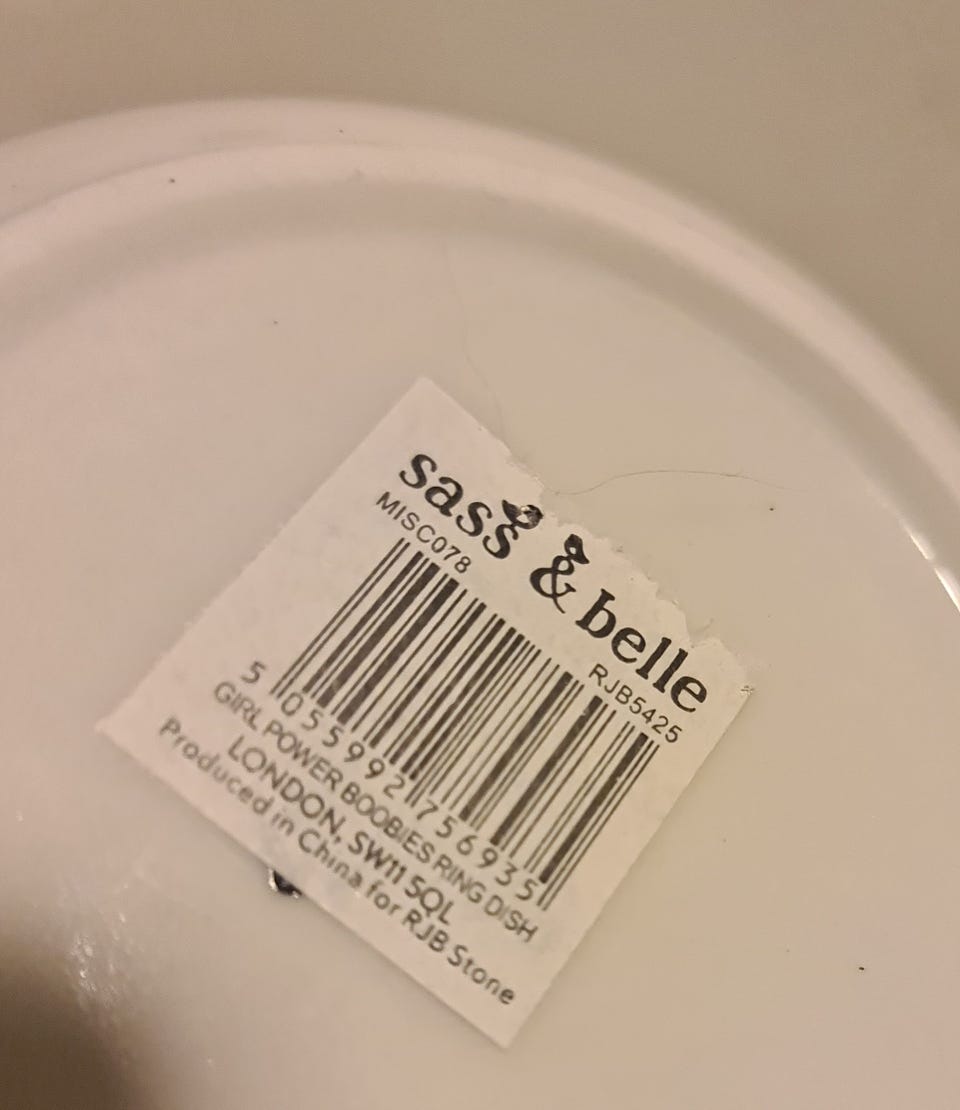 sass & belle
MISC078 RJB5425
5 055992 756935
GIRL POWER BOOBIES RING DISH
LONDON, SW11 5QL
Produced in China for RJB Stone